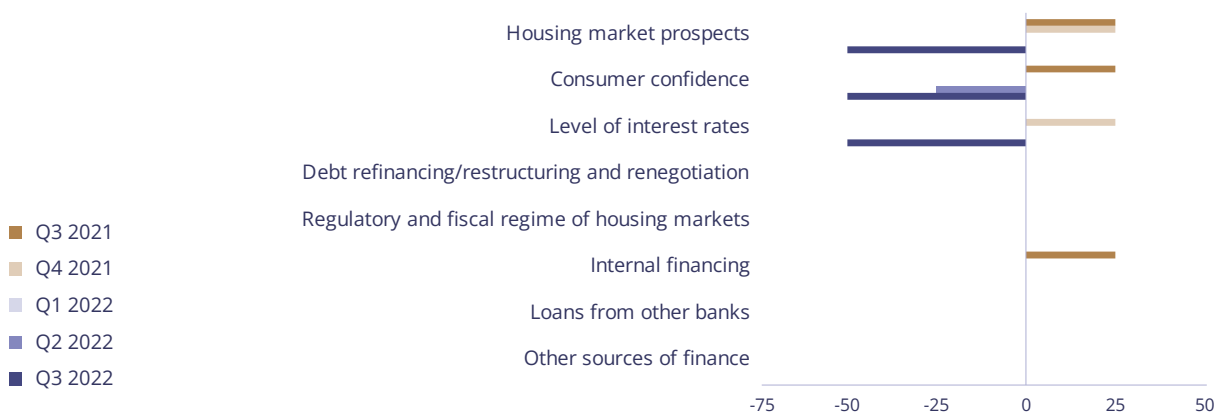 Housing market prospects
Consumer confidence
Level of interest rates
Debt refinancing/restructuring and renegotiation
Regulatory and fiscal regime of housing markets
Internal financing
Loans from other banks
Other sources of finance
Q3 2021
Q4 2021
Q1 2022
Q2 2022
Q3 2022
-75 -50 -25 0 25 50